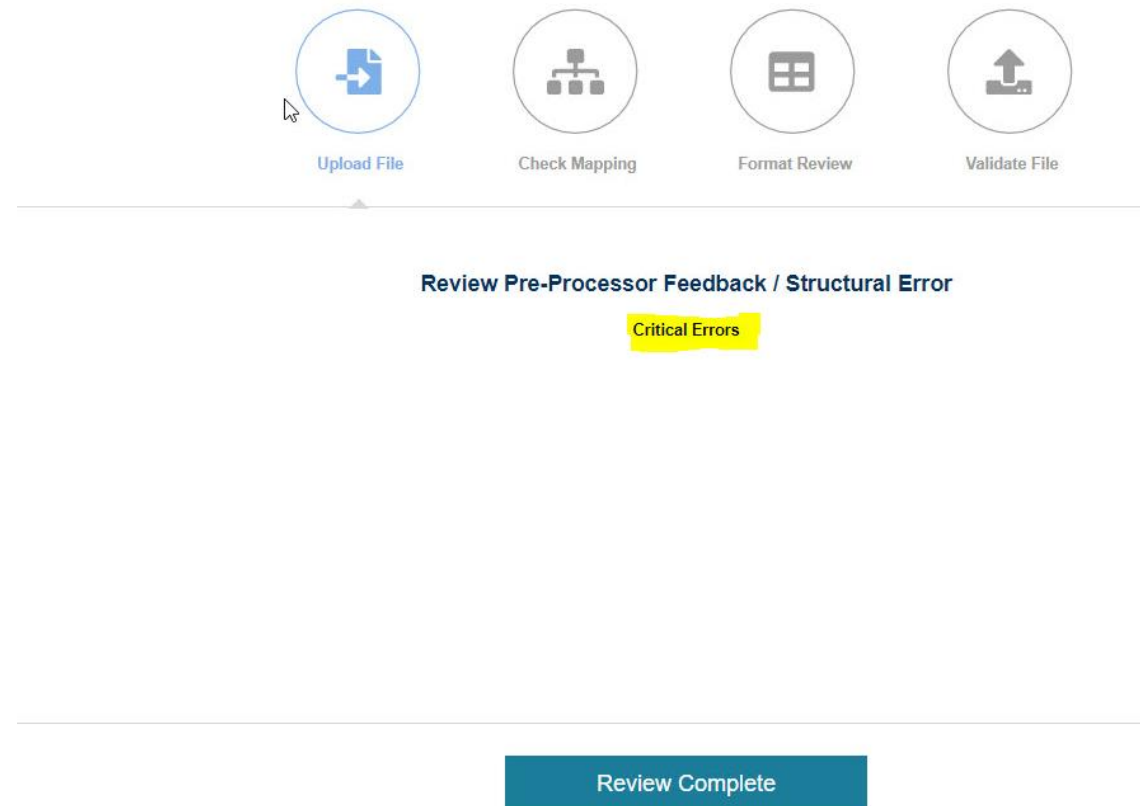 Upload File
Check Mapping
Format Review
Validate File
Review Pre-Processor Feedback / Structural Error
Critical Errors
Review Complete